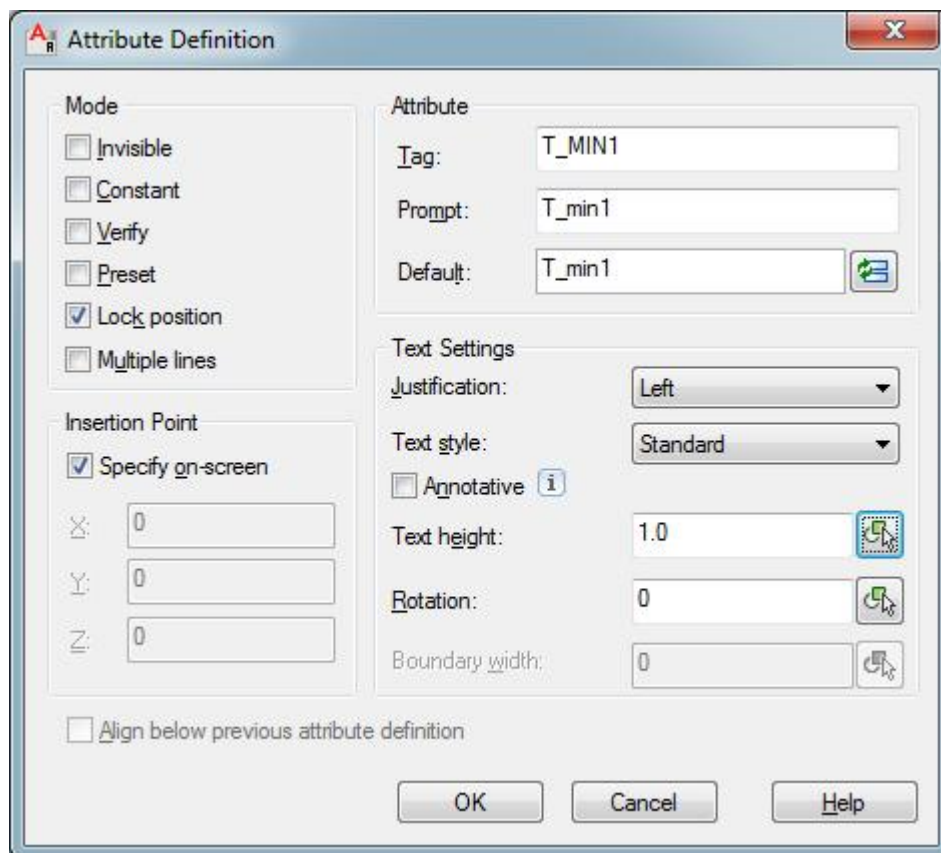 Attribute Definition
Mode
Invisible
Constant
Verify
Preset
Lock position
Multiple lines
Attribute
Tag: T_MIN1
Prompt: T_min1
Default: T_min1
Insertion Point
Specify on-screen
X: 0
Y: 0
Z: 0
Text Settings
Justification: Left
Text style: Standard
Annotative i
Text height: 1.0
Rotation: 0
Boundary width: 0
Align below previous attribute definition
OK Cancel Help